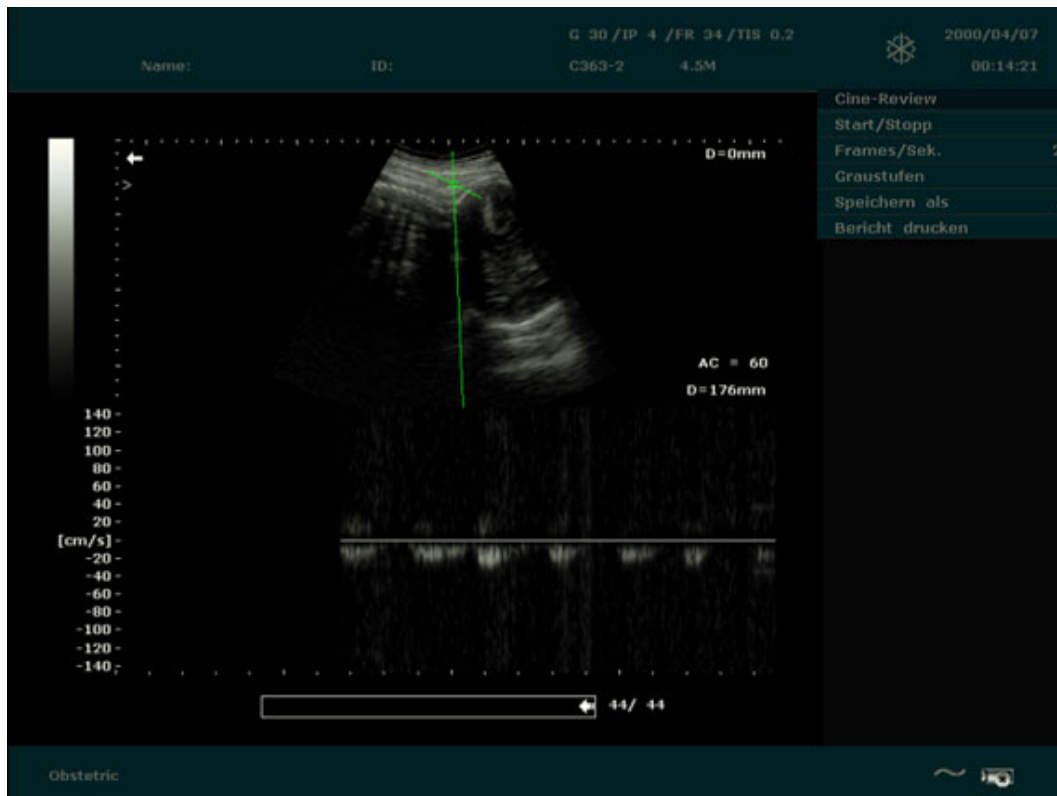 G 30 /IP 4 /FR 34 /TIS 0.2
2000/04/07
Name: ID: C363-2 4.5M
00:14:21
Cine-Review
Start/Stopp
Frames/Sek.
Graustufen
Speichern als
Bericht drucken
D=0mm
AC = 60
D=176mm
140
120
100
80
60
40
20
[cm/s]
-20
-40
-60
-80
-100
-120
-140
44/ 44
Obstetric